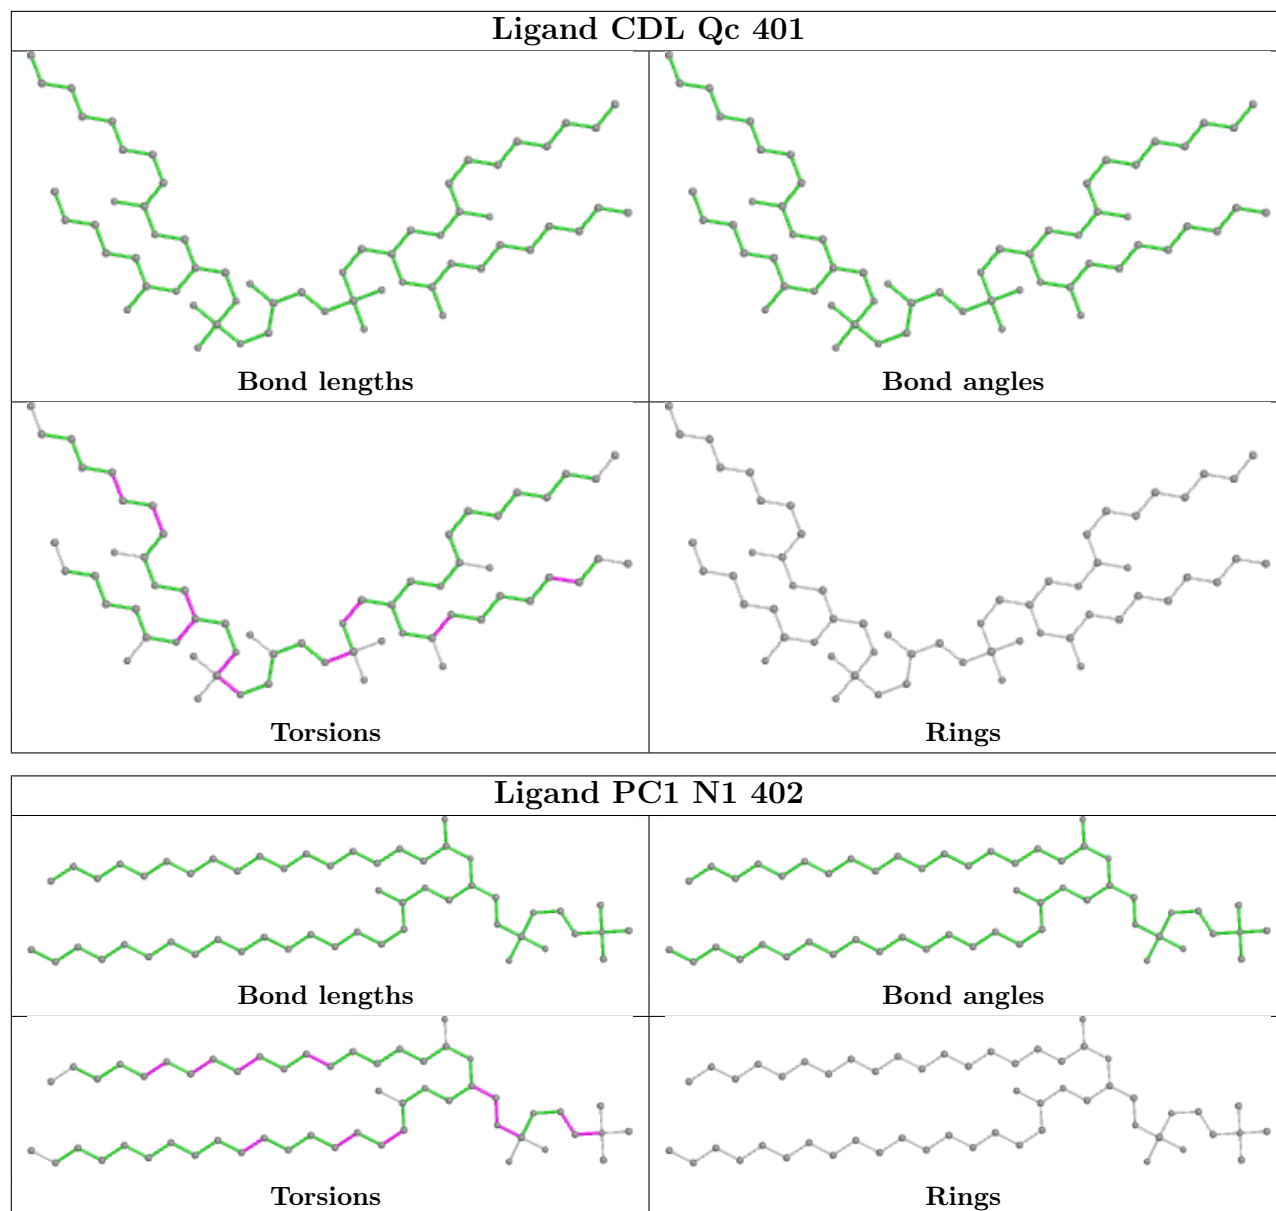 Ligand CDL Qc 401
Bond lengths
Bond angles
Torsions
Rings
Ligand PC1 N1 402
Bond lengths
Bond angles
Torsions
Rings